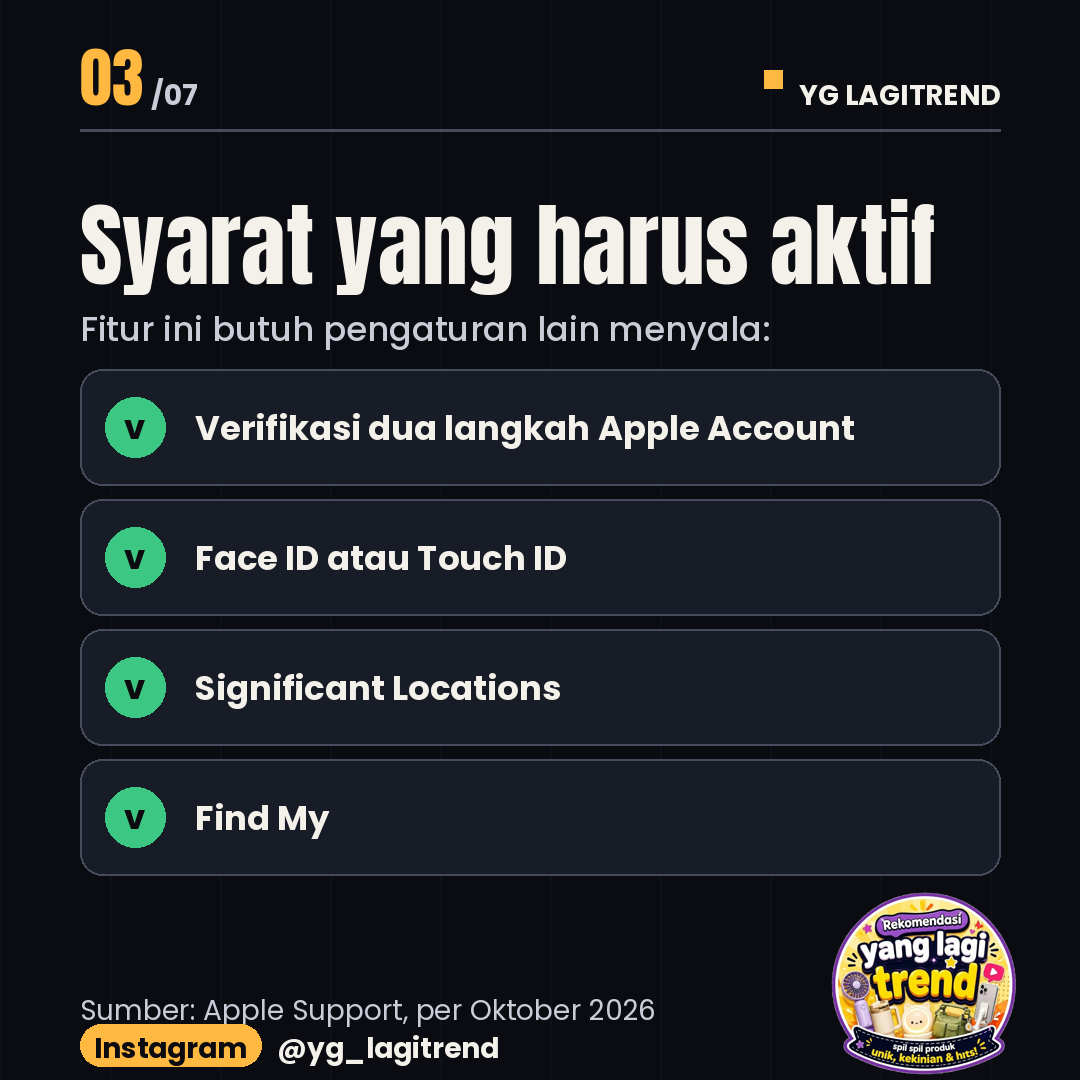 03 /07
YG LAGITREND
Syarat yang harus aktif
Fitur ini butuh pengaturan lain menyala:
v Verifikasi dua langkah Apple Account
v Face ID atau Touch ID
v Significant Locations
v Find My
Sumber: Apple Support, per Oktober 2026
Instagram @yg_lagitrend
Rekomendasi
yang lagi
trend
spil spil produk
unik, kekinian & hits!